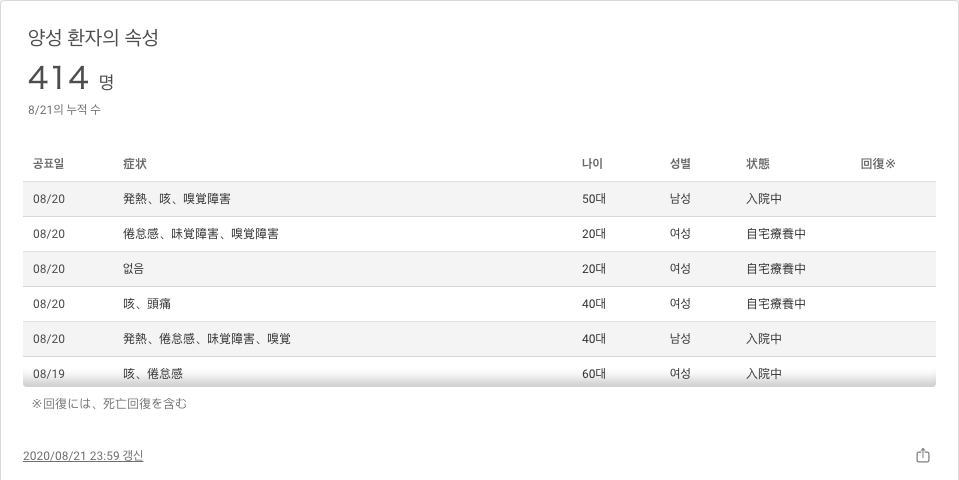 양성 환자의 속성
414 명
8/21의 누적 수
공표일 症状 나이 성별 状態 回復※
08/20 発熱、咳、嗅覚障害 50대 남성 入院中
08/20 倦怠感、味覚障害、嗅覚障害 20대 여성 自宅療養中
08/20 없음 20대 여성 自宅療養中
08/20 咳、頭痛 40대 여성 自宅療養中
08/20 発熱、倦怠感、味覚障害、嗅覚 40대 남성 入院中
08/19 咳、倦怠感 60대 여성 入院中
※回復には、死亡回復を含む
2020/08/21 23:59 갱신